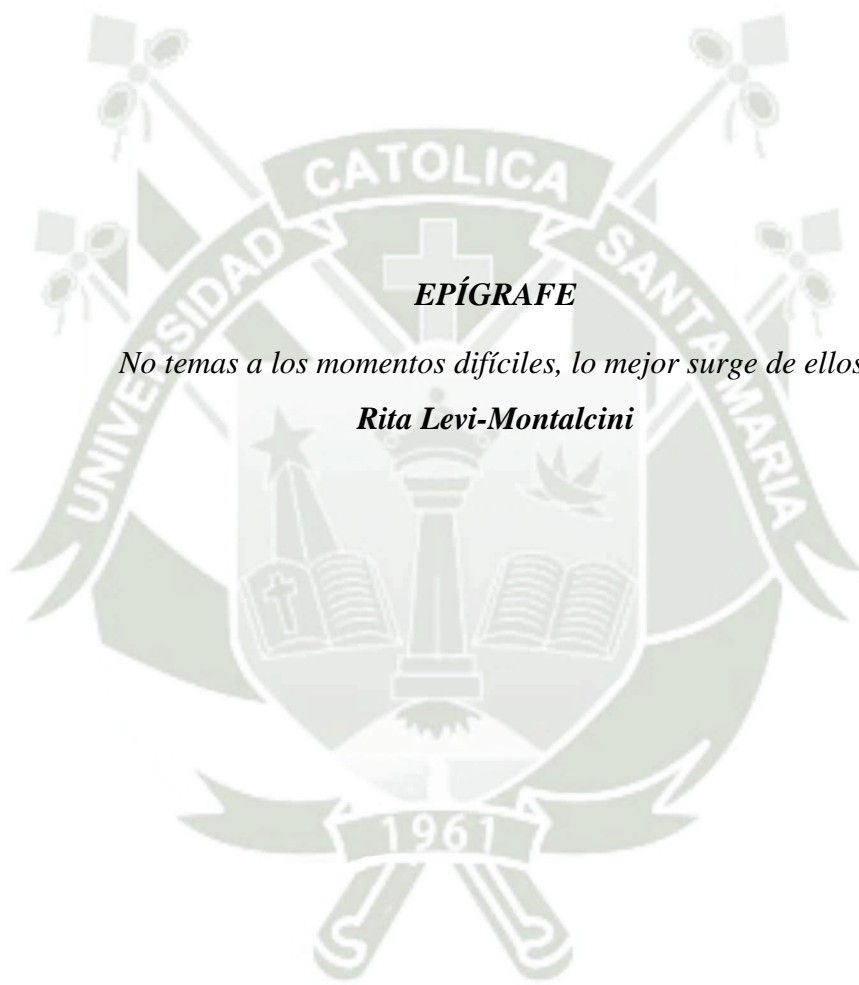 UNIVERSIDAD CATOLICA SANTA MARIA
EPÍGRAFE
No temas a los momentos difíciles, lo mejor surge de ellos
Rita Levi-Montalcini
1961